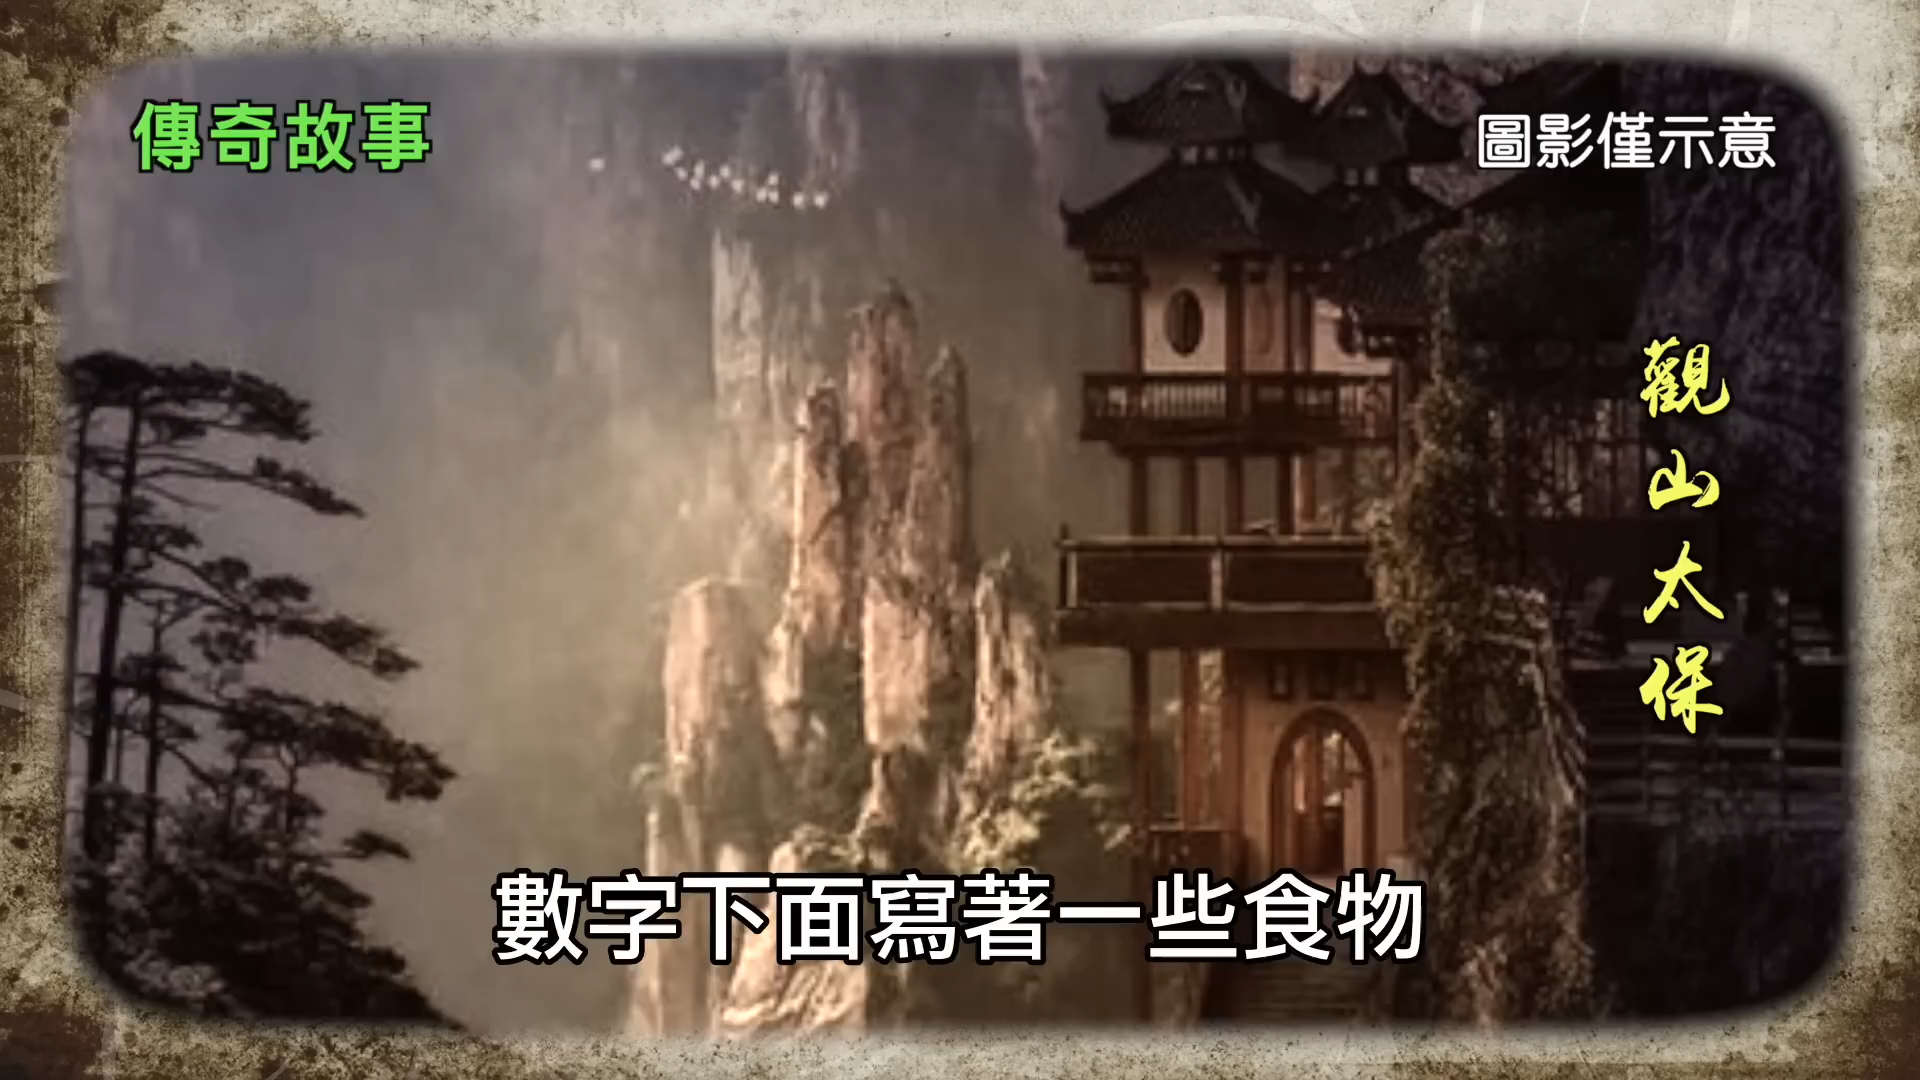 傳奇故事
圖影僅示意
觀山太保
數字下面寫著一些食物